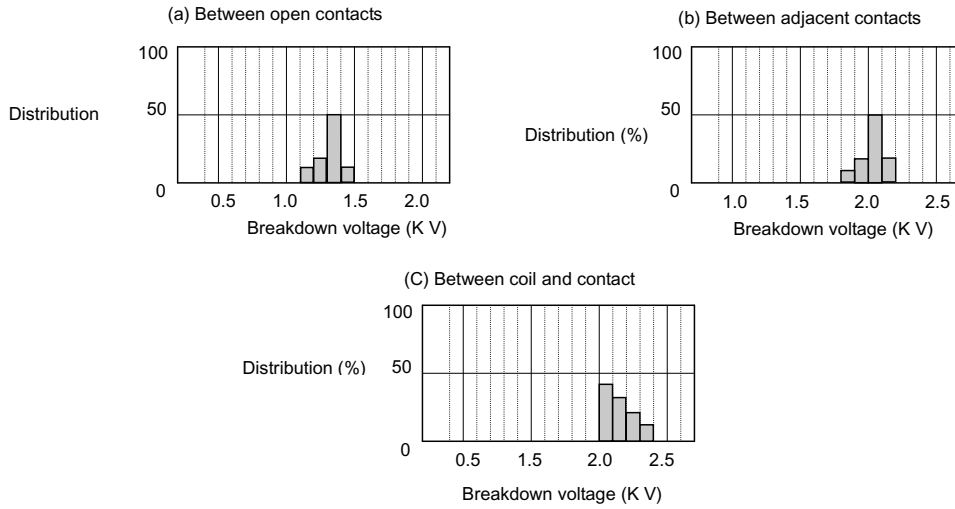 (a) Between open contacts
100
50
0
Distribution
0.5 1.0 1.5 2.0
Breakdown voltage (K V)
(b) Between adjacent contacts
100
50
0
Distribution (%)
1.0 1.5 2.0 2.5
Breakdown voltage (K V)
(C) Between coil and contact
100
50
0
Distribution (%)
0.5 1.5 2.0 2.5
Breakdown voltage (K V)